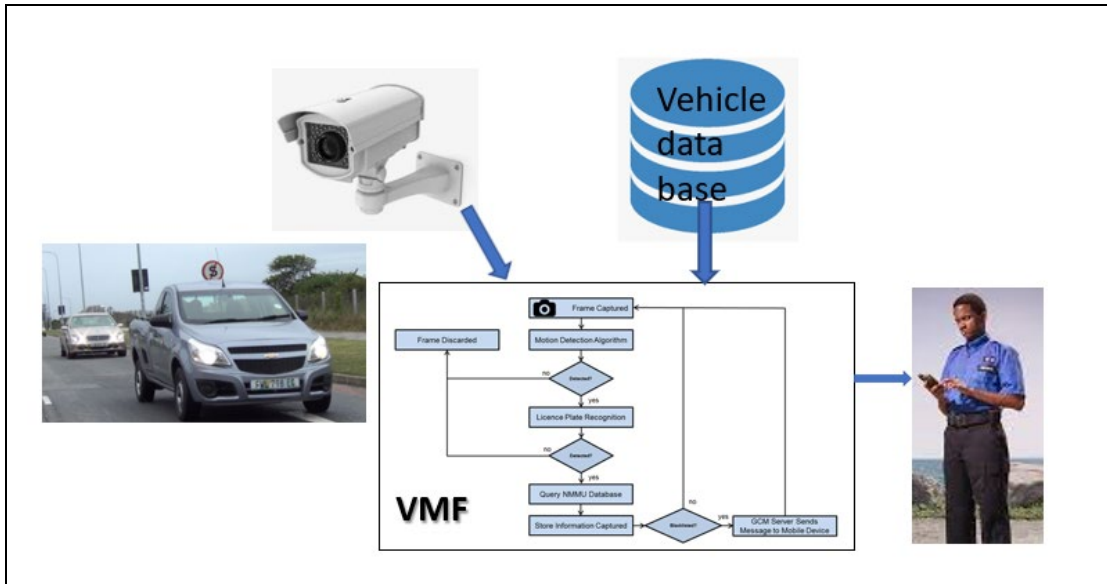 Vehicle
data
base
Frame Captured
Frame Discarded
Motion Detection Algorithm
no
Detected?
yes
Licence Plate Recognition
no
Detected?
yes
Query NMMU Database
VMF
no
Store Information Captured
Blacklisted?
yes
GCM Server Sends
Message to Mobile Device